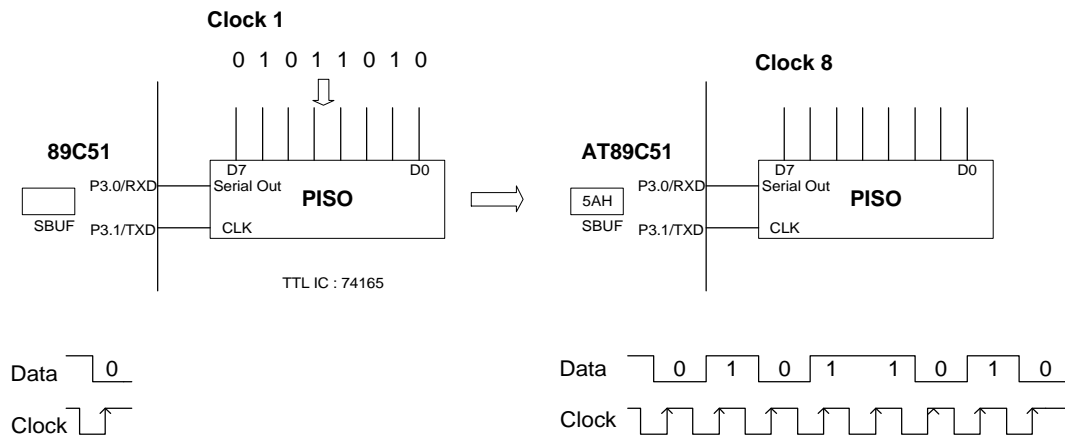 Clock 1
0 1 0 1 1 0 1 0
89C51
D7 D0
P3.0/RXD Serial Out
PISO
SBUF P3.1/TXD CLK
TTL IC : 74165
Clock 8
AT89C51
D7 D0
P3.0/RXD Serial Out
5AH PISO
SBUF P3.1/TXD CLK
Data 0
Clock
Data 0 1 0 1 1 0 1 0
Clock